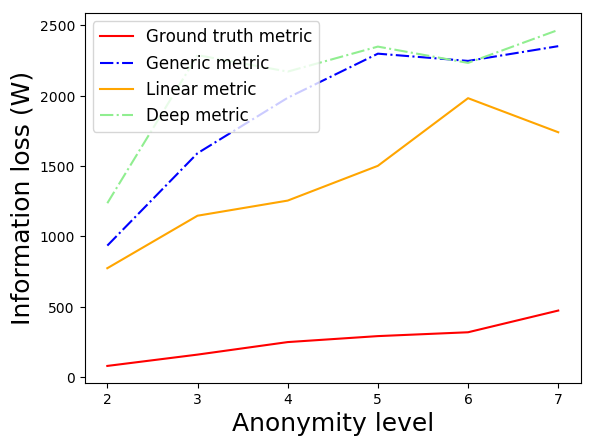 2500
2000
1500
1000
500
0
Information loss (W)
Ground truth metric
Generic metric
Linear metric
Deep metric
2 3 4 5 6 7
Anonymity level